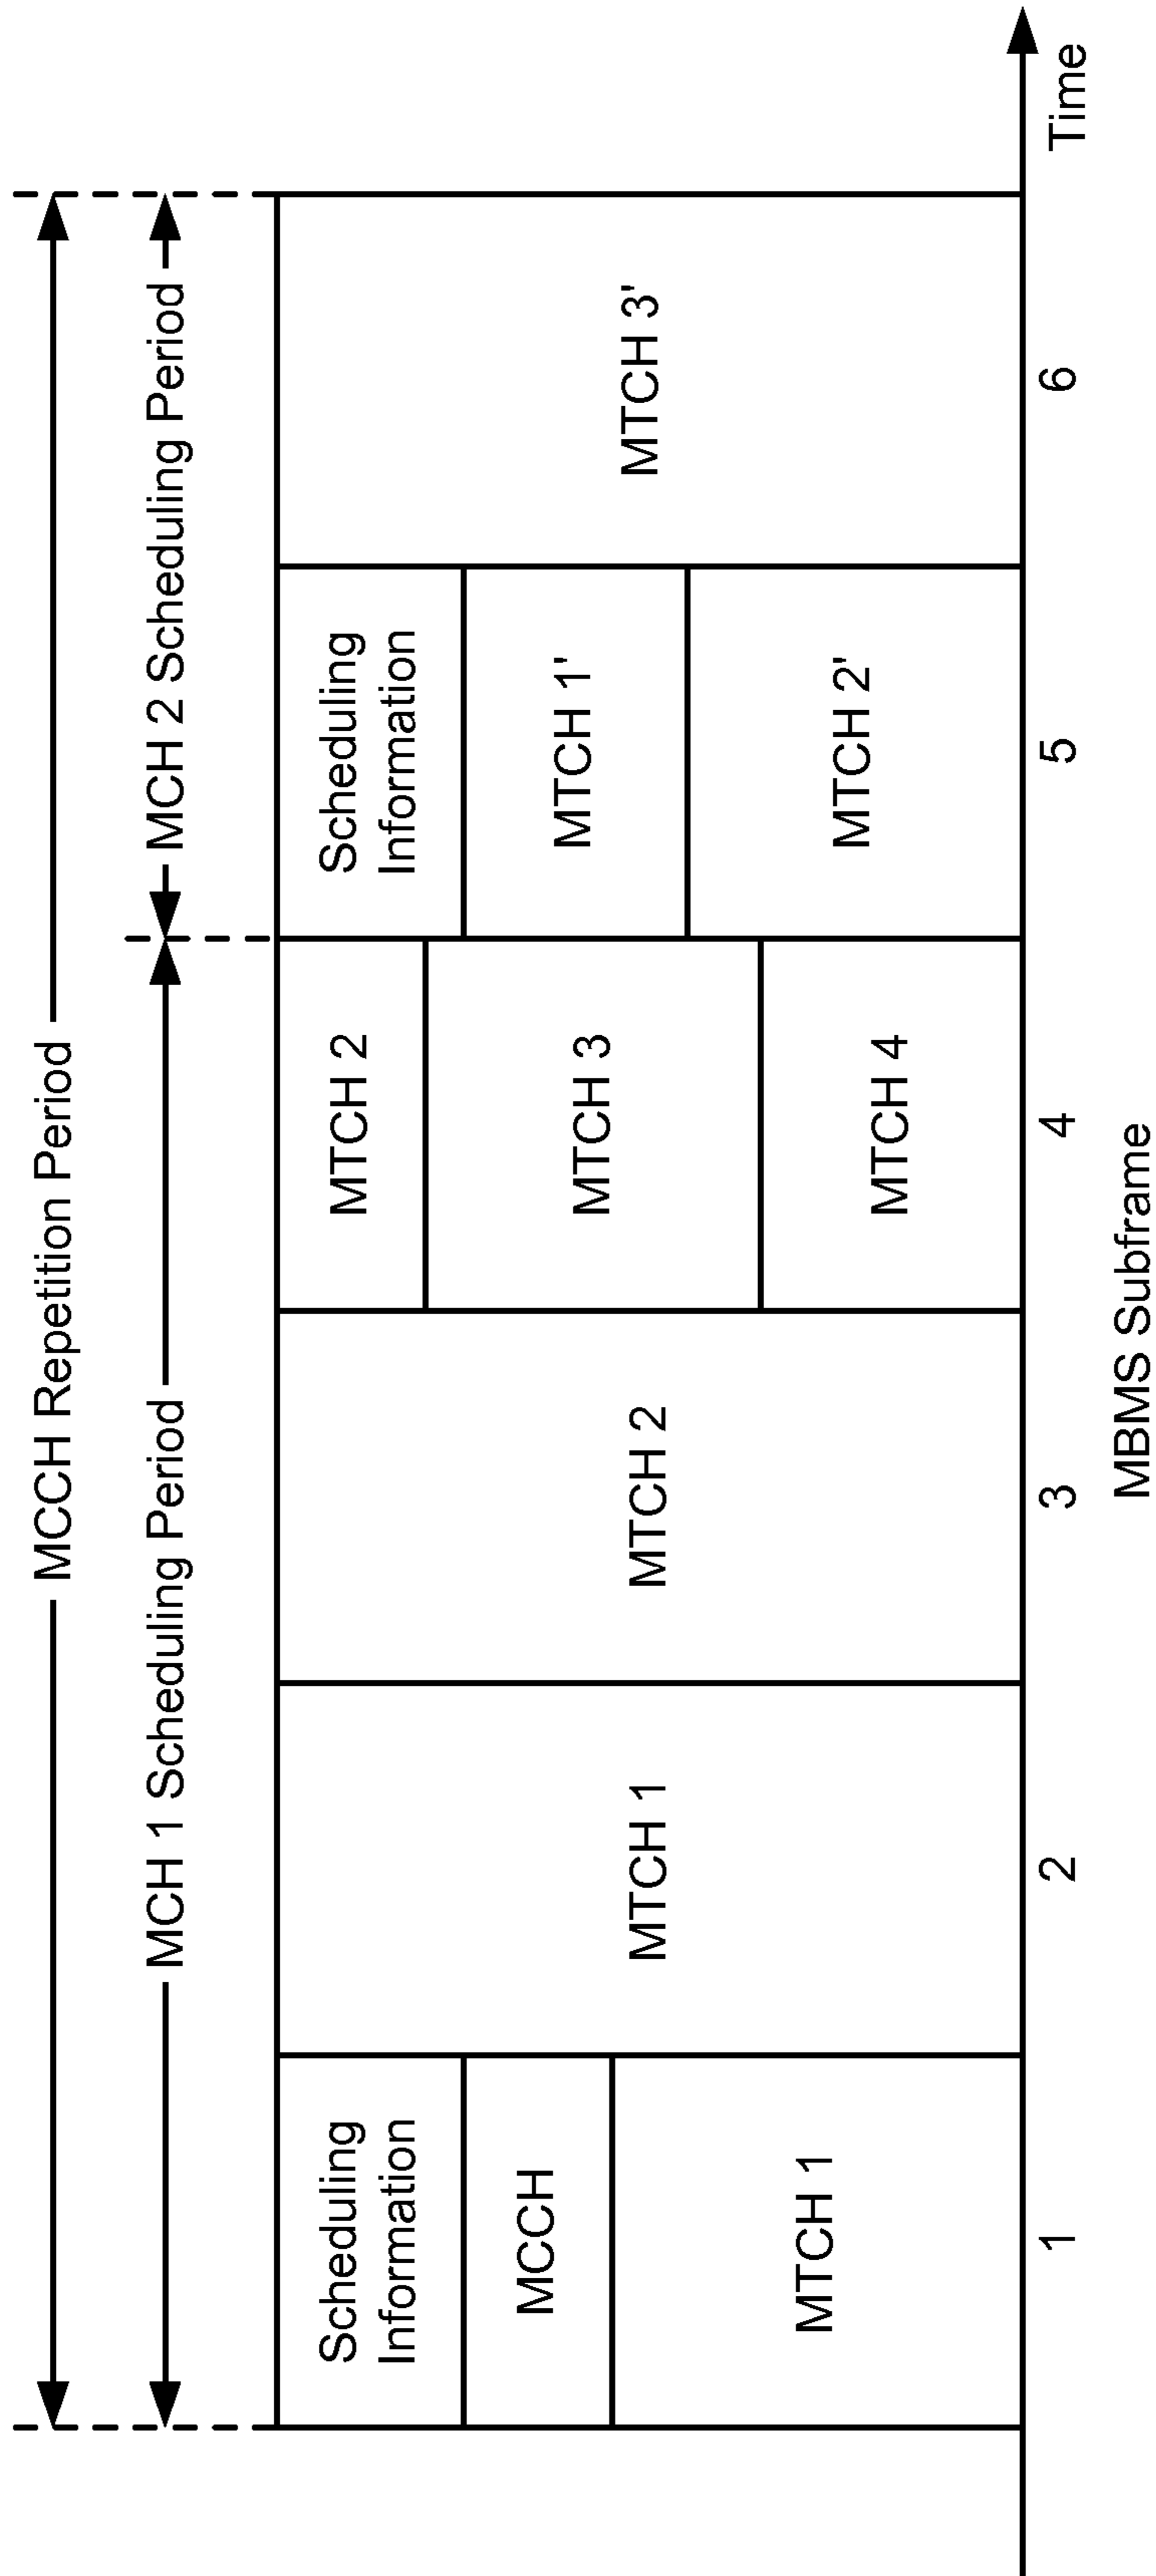 MCCH Repetition Period
MCH 1 Scheduling Period
MCH 2 Scheduling Period
Scheduling
Information
MCCH
MTCH 1
MTCH 1
MTCH 2
MTCH 2
MTCH 3
MTCH 4
Scheduling
Information
MTCH 1'
MTCH 2'
MTCH 3'
1
2
3
4
5
6
Time
MBMS Subframe